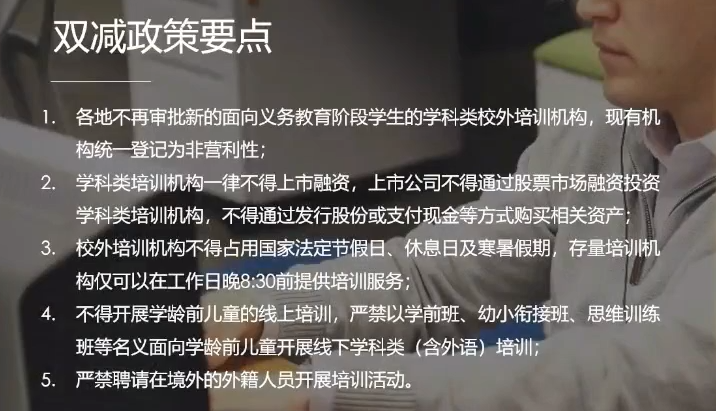 双减政策要点
1. 各地不再审批新的面向义务教育阶段学生的学科类校外培训机构，现有机
构统一登记为非营利性；
2. 学科类培训机构一律不得上市融资，上市公司不得通过股票市场融资投资
学科类培训机构，不得通过发行股份或支付现金等方式购买相关资产；
3. 校外培训机构不得占用国家法定节假日、休息日及寒暑假期，存量培训机
构仅可以在工作日晚8:30前提供培训服务；
4. 不得开展学龄前儿童的线上培训，严禁以学前班、幼小衔接班、思维训练
班等名义面向学龄前儿童开展线下学科类（含外语）培训；
5. 严禁聘请在境外的外籍人员开展培训活动。